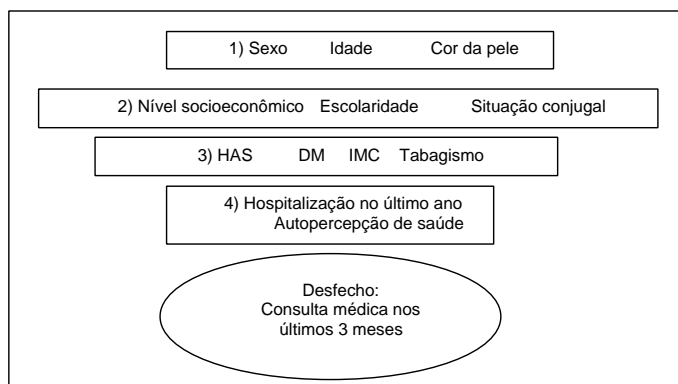 1) Sexo Idade Cor da pele
2) Nível socioeconômico Escolaridade Situação conjugal
3) HAS DM IMC Tabagismo
4) Hospitalização no último ano
Autopercepção de saúde
Desfecho:
Consulta médica nos
últimos 3 meses